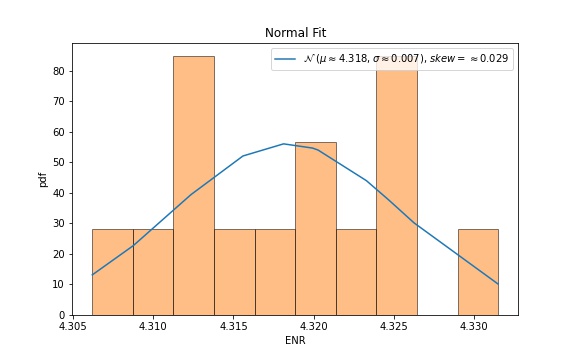 Normal Fit
𝒩 (μ ≈ 4.318, σ ≈ 0.007), skew = ≈ 0.029
80
70
60
50
40
30
20
10
0
pdf
4.305 4.310 4.315 4.320 4.325 4.330
ENR